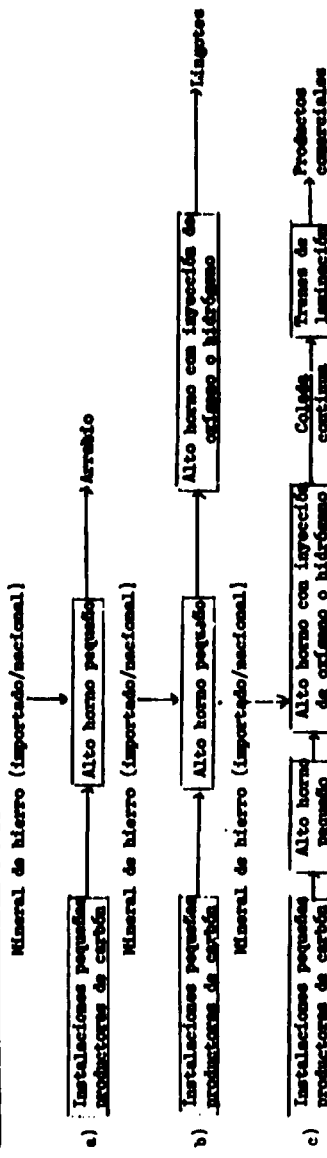 Mineral de hierro (importado/nacional)
a)
Instalaciones pequeñas
productores de carbón
Alto horno pequeño
Arrabio
Mineral de hierro (importado/nacional)
b)
Instalaciones pequeñas
productores de carbón
Alto horno pequeño
Alto horno con inyección de
oxígeno o hidrógeno
Lingotes
Mineral de hierro (importado/nacional)
c)
Instalaciones pequeñas
productores de carbón
Alto horno
pequeño
Alto horno con inyección
de oxígeno o hidrógeno
Colada
continua
Trenes de
laminación
Productos
comerciales